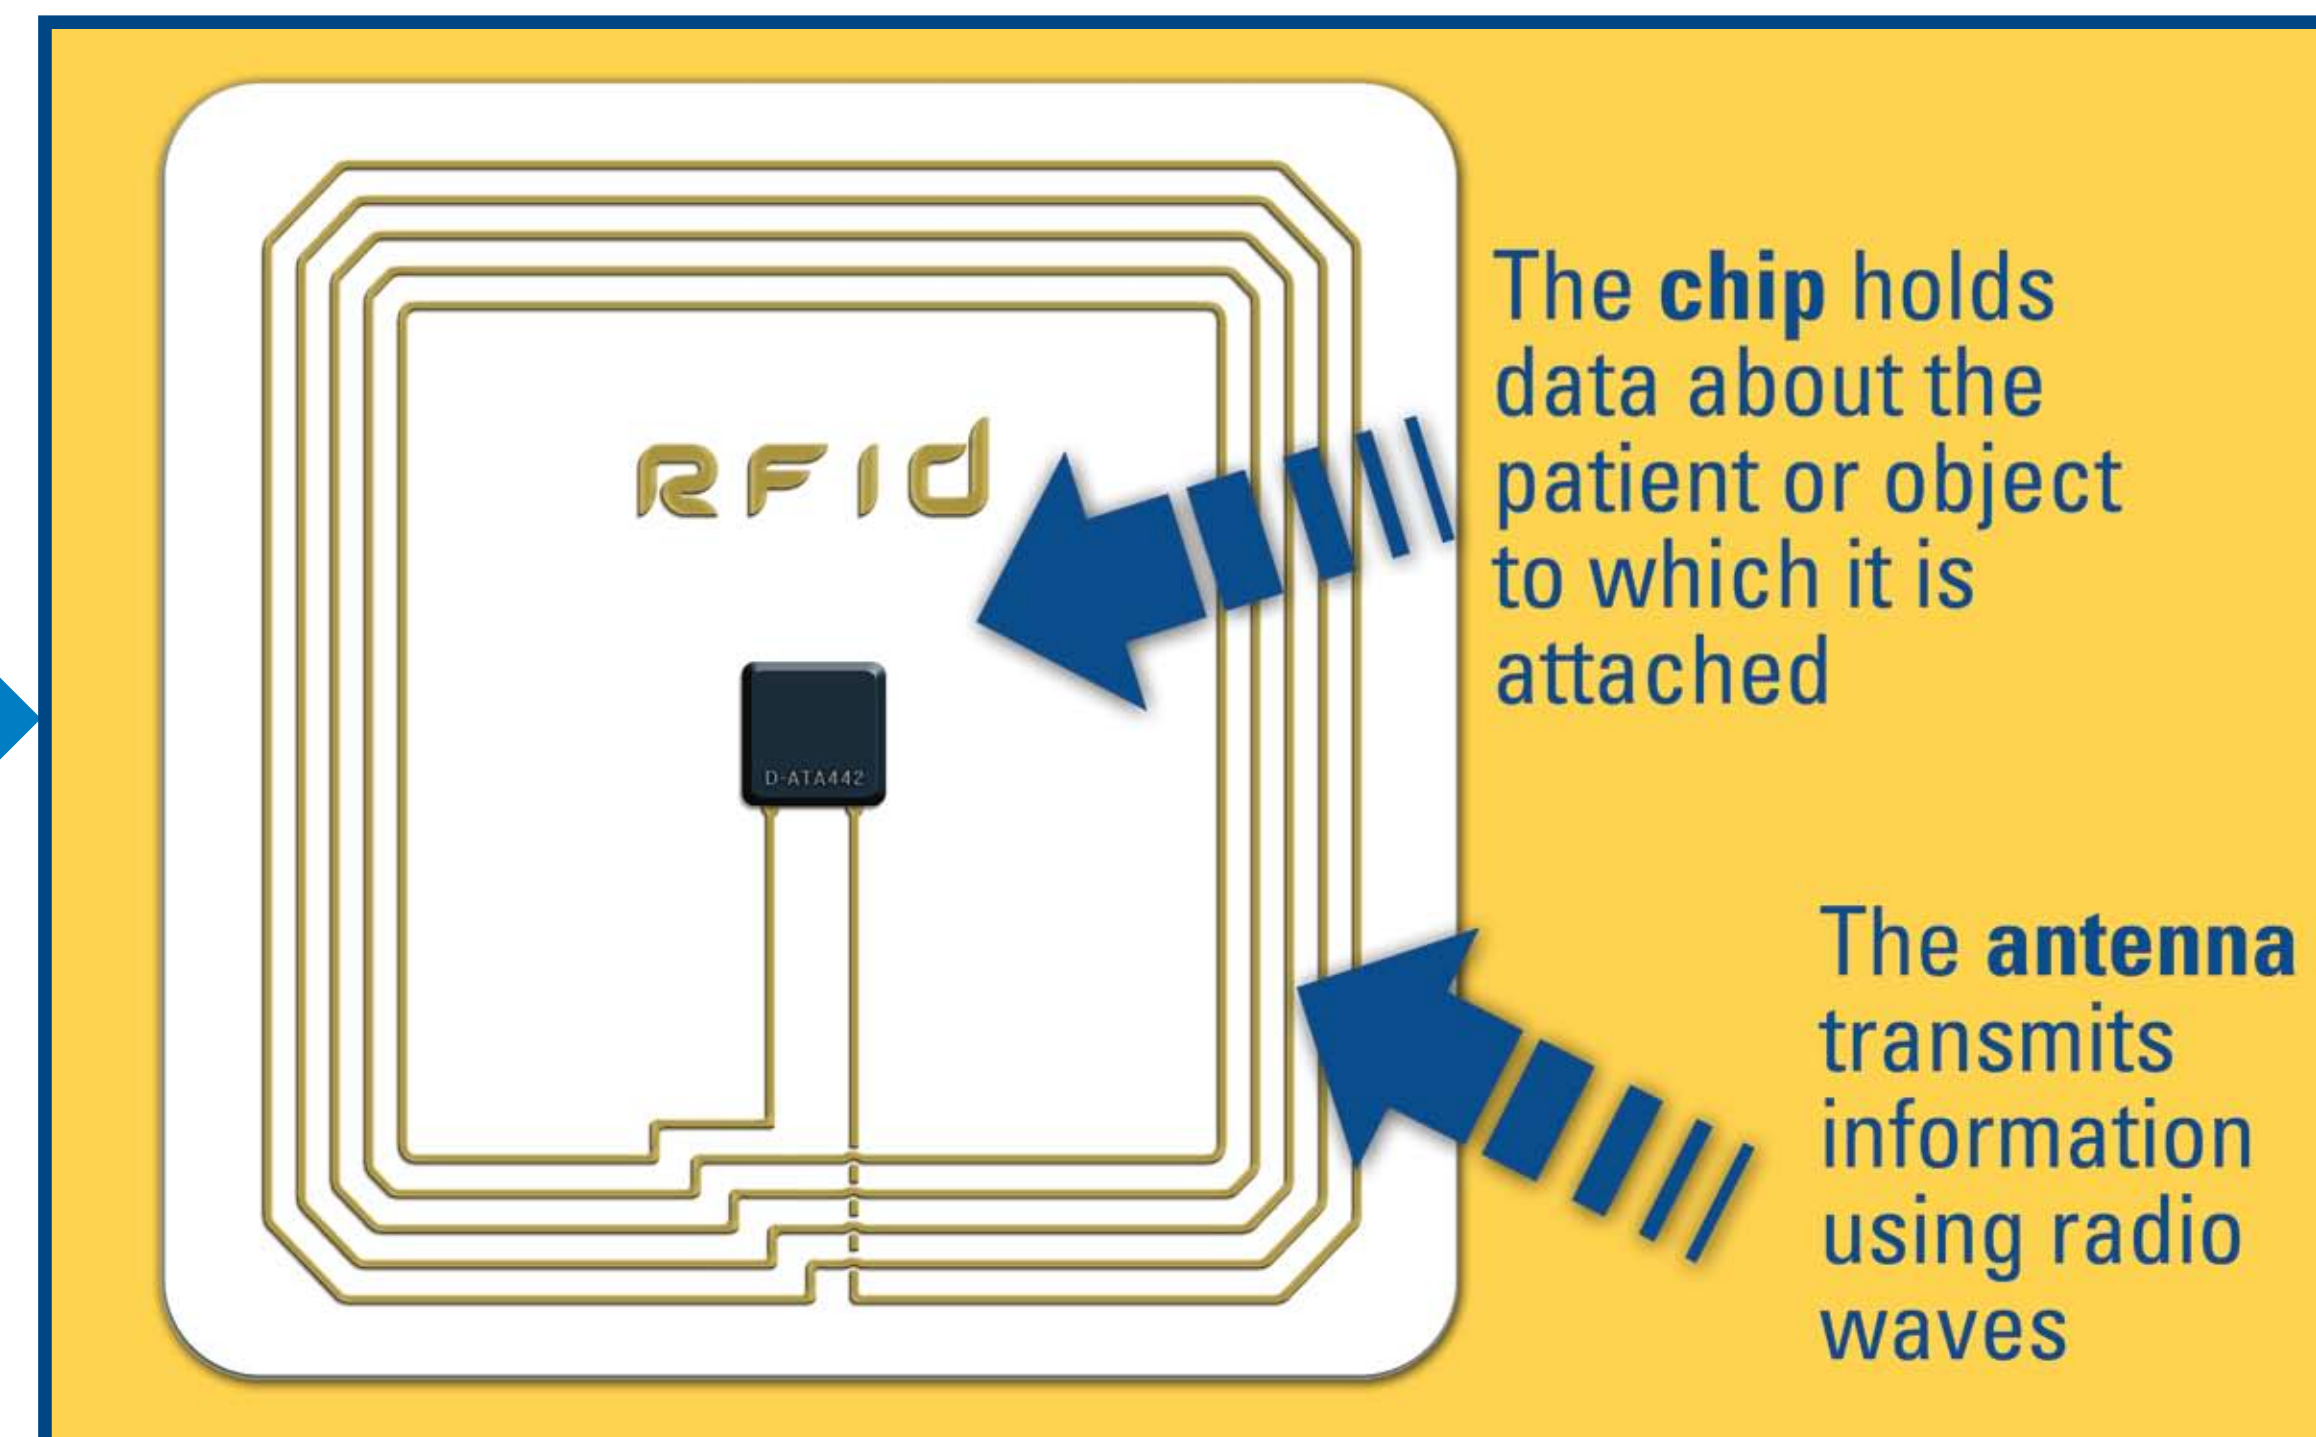 RFID
D-ATA442
The chip holds
data about the
patient or object
to which it is
attached
The antenna
transmits
information
using radio
waves